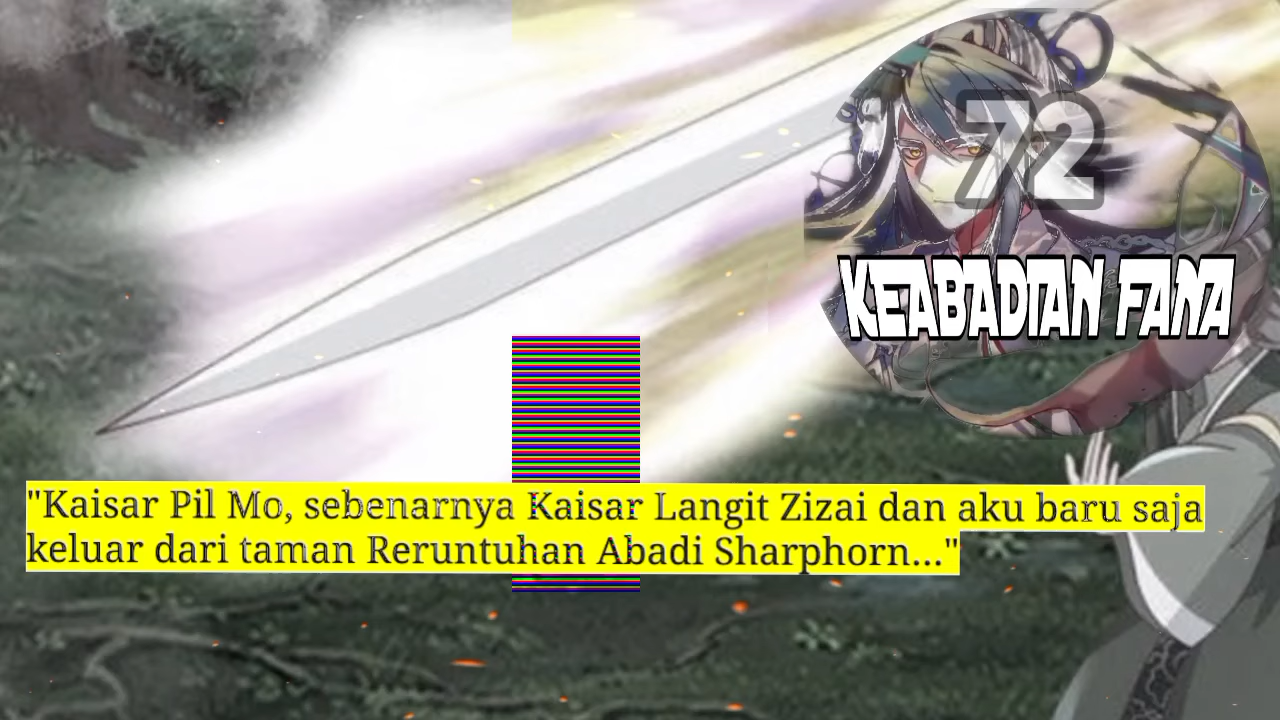 72
KEABADIAN FANA
"Kaisar Pil Mo, sebenarnya Kaisar Langit Zizai dan aku baru saja
keluar dari taman Reruntuhan Abadi Sharphorn..."